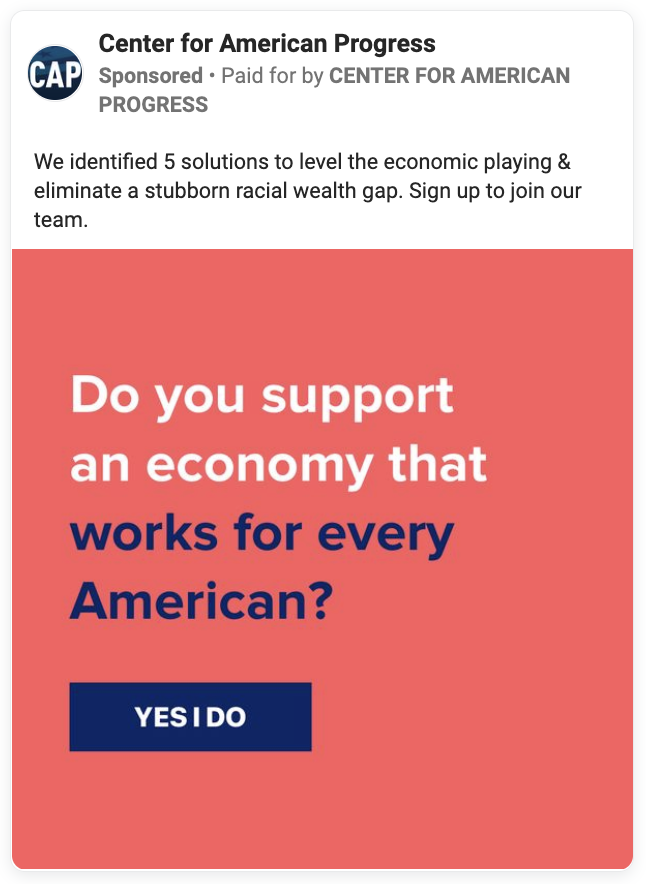 CAP
Center for American Progress
Sponsored • Paid for by CENTER FOR AMERICAN
PROGRESS
We identified 5 solutions to level the economic playing &
eliminate a stubborn racial wealth gap. Sign up to join our
team.
Do you support
an economy that
works for every
American?
YES I DO